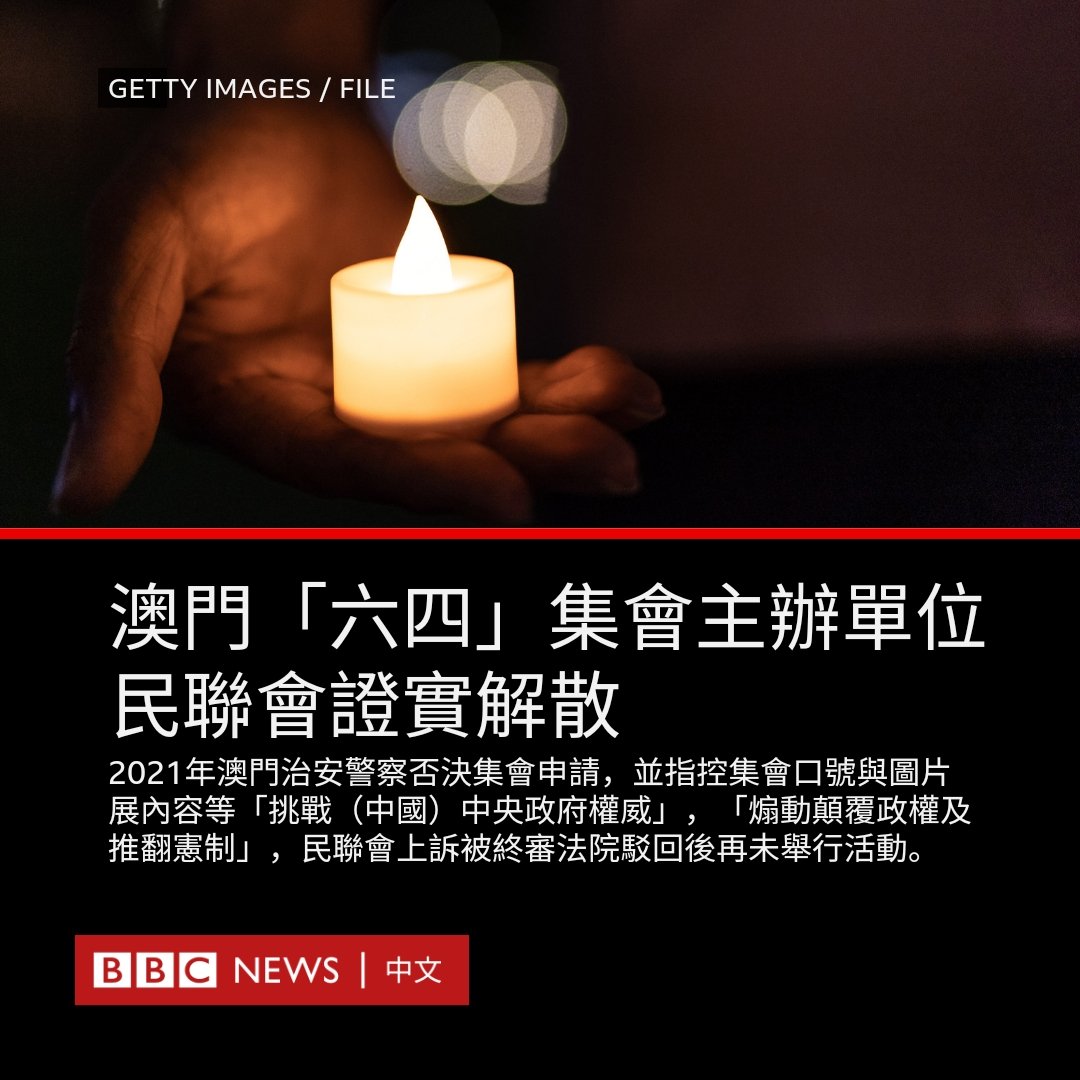 GETTY IMAGES / FILE
澳門「六四」集會主辦單位
民聯會證實解散
2021年澳門治安警察否決集會申請，並指控集會口號與圖片
展內容等「挑戰（中國）中央政府權威」，「煽動顛覆政權及
推翻憲制」，民聯會上訴被終審法院駁回後再未舉行活動。
BBC NEWS | 中文